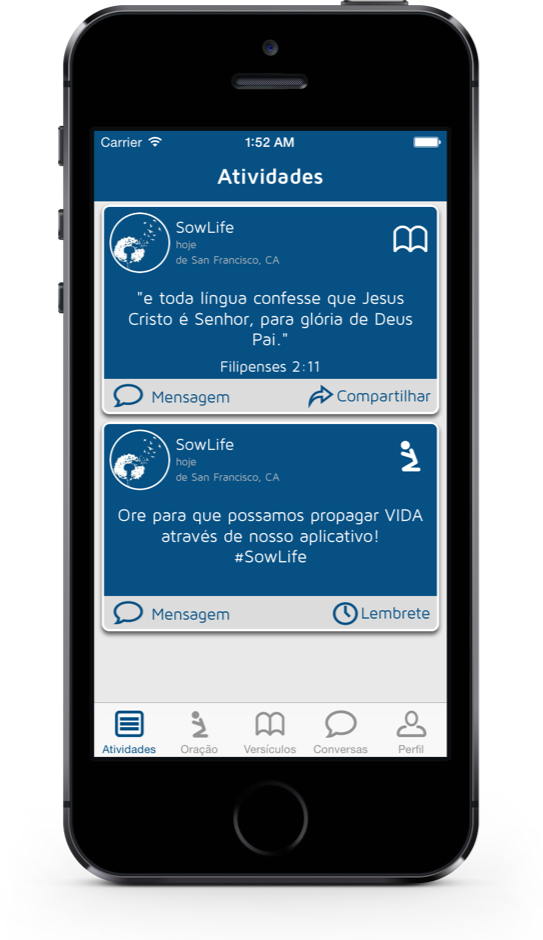 Carrier 1:52 AM
Atividades
SowLife
hoje
de San Francisco, CA
"e toda língua confesse que Jesus
Cristo é Senhor, para glória de Deus
Pai."
Filipenses 2:11
Mensagem Compartilhar
SowLife
hoje
de San Francisco, CA
Ore para que possamos propagar VIDA
através de nosso aplicativo!
#SowLife
Mensagem Lembrete
Atividades Oração Versículos Conversas Perfil